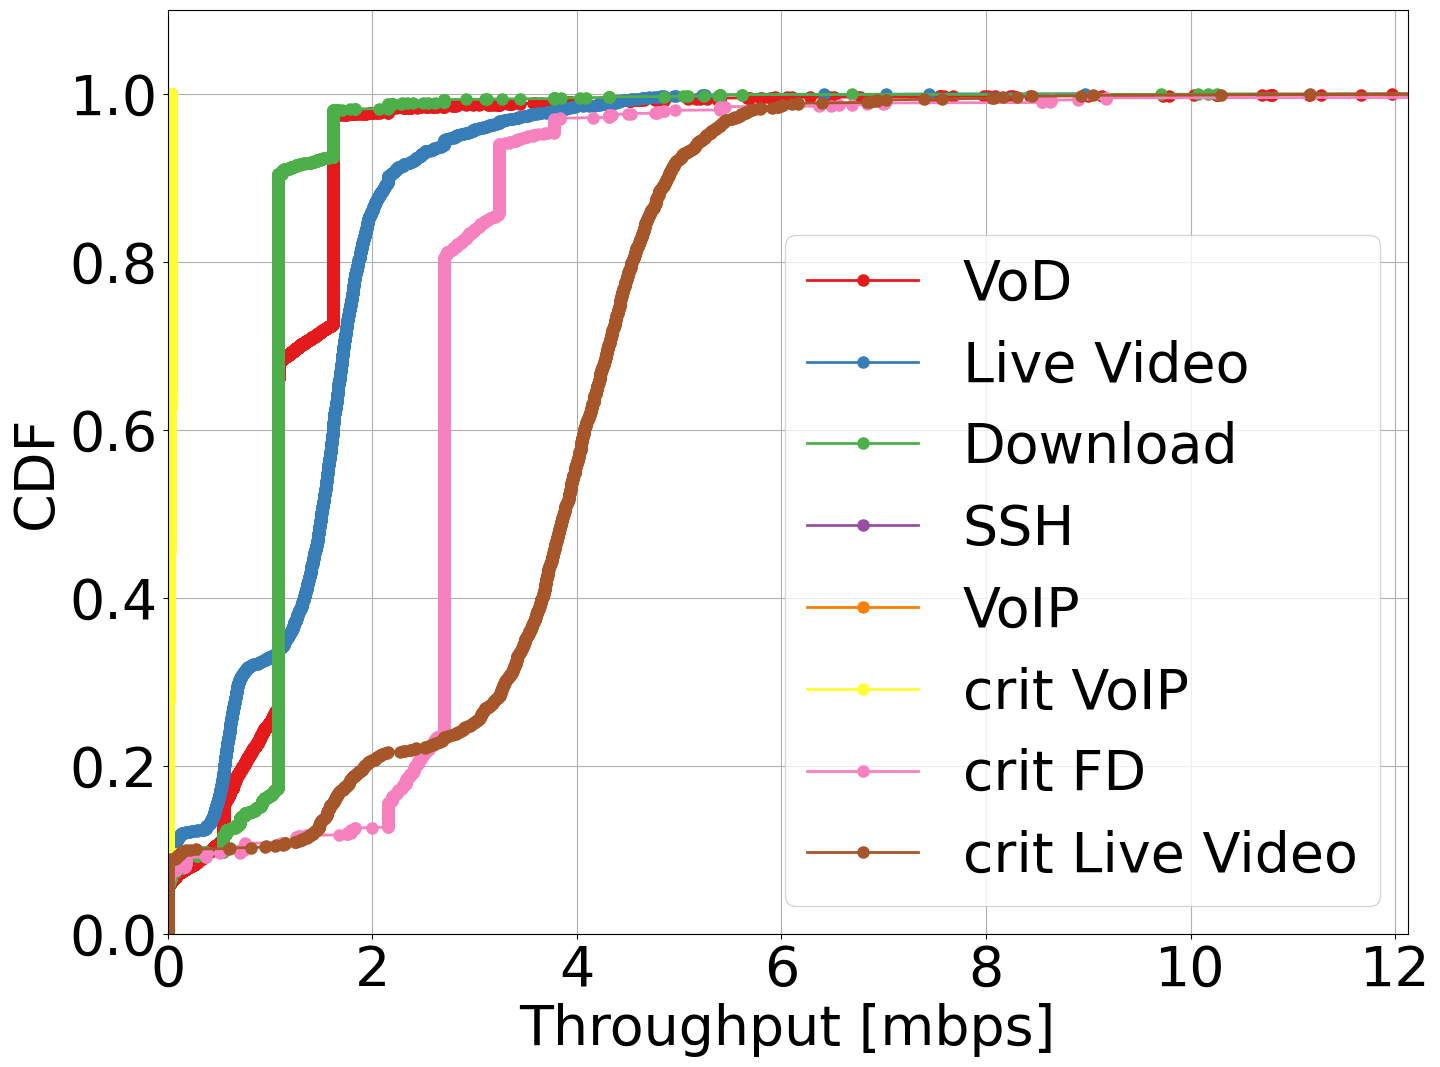 1.0
0.8
0.6
0.4
0.2
0.0
CDF
0 2 4 6 8 10 12
Throughput [mbps]
VoD
Live Video
Download
SSH
VoIP
crit VoIP
crit FD
crit Live Video